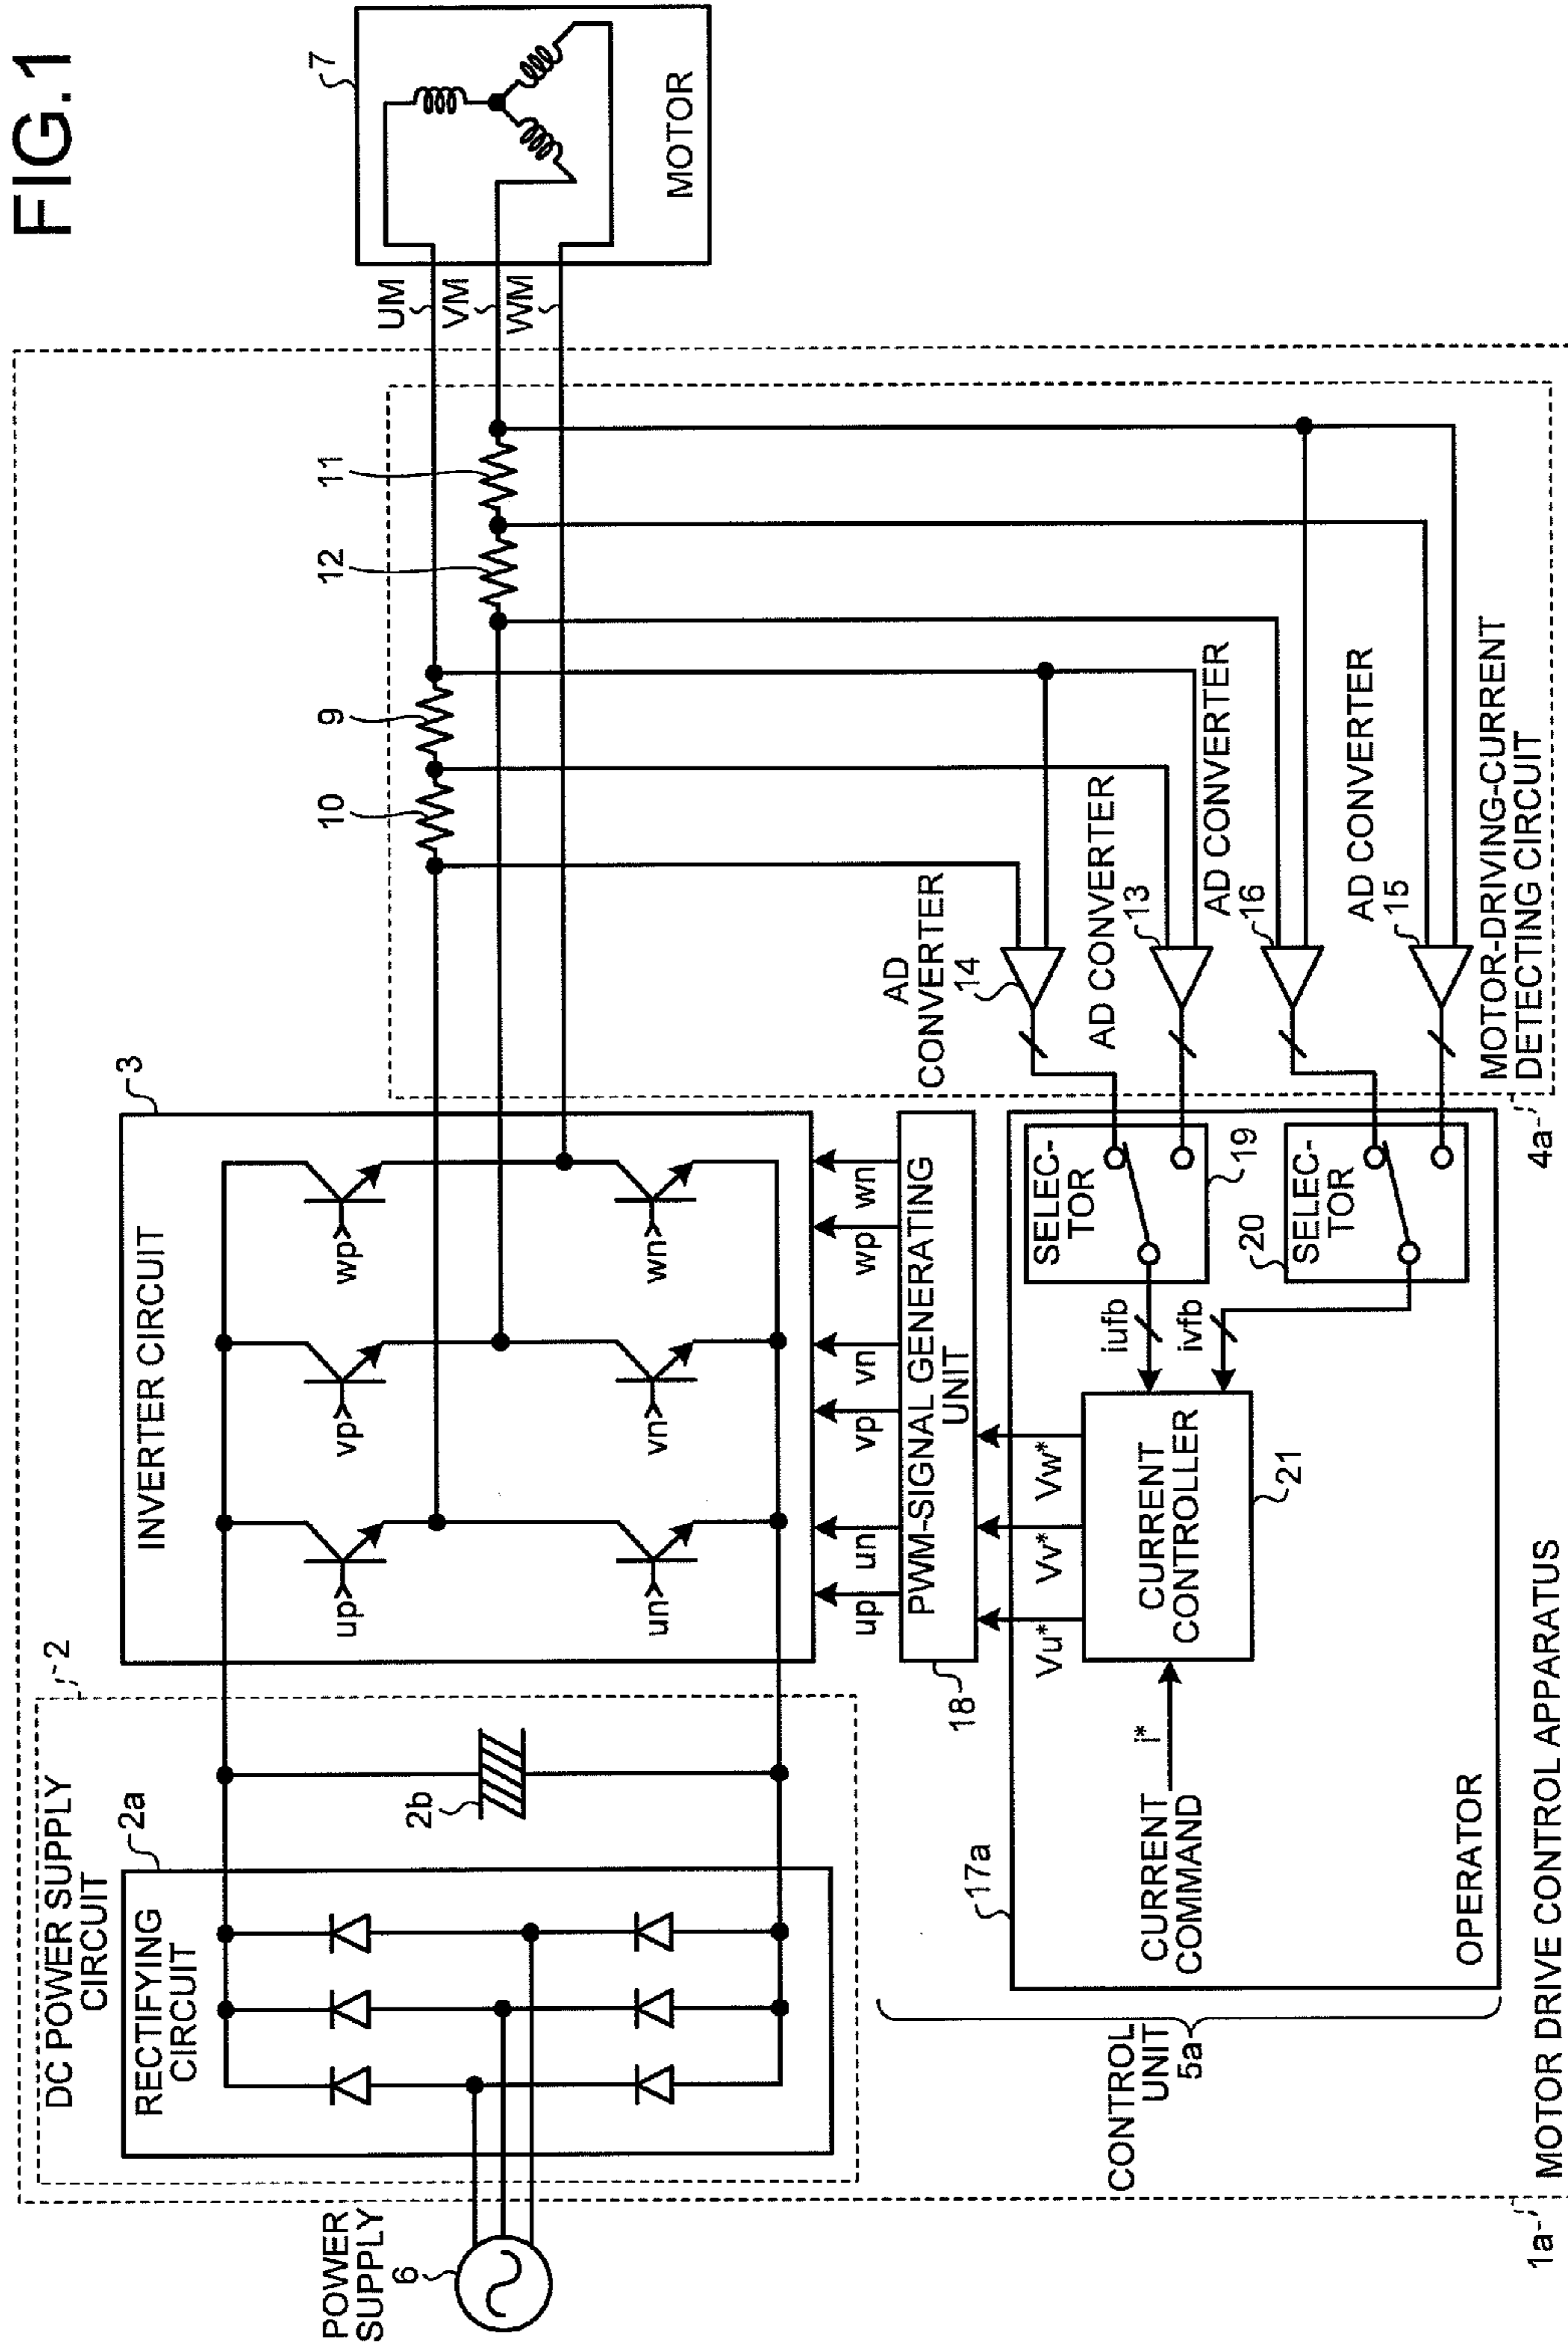 FIG.1
POWER
SUPPLY
6
DC POWER SUPPLY
CIRCUIT
2
RECTIFYING
CIRCUIT
2a
2b
INVERTER CIRCUIT
3
up
vp
wp
un
vn
wn
10
9
12
11
UM
VM
WM
7
MOTOR
up
un
vp
vn
wp
wn
PWM-SIGNAL GENERATING
UNIT
18
Vu*
Vv*
Vw*
CONTROL
UNIT
5a
17a
CURRENT
COMMAND
i*
CURRENT
CONTROLLER
21
iufb
ivfb
SELEC-
TOR
19
20
SELEC-
TOR
OPERATOR
AD
CONVERTER
14
AD CONVERTER
13
AD CONVERTER
16
AD CONVERTER
15
MOTOR-DRIVING-CURRENT
DETECTING CIRCUIT
4a
1a
MOTOR DRIVE CONTROL APPARATUS